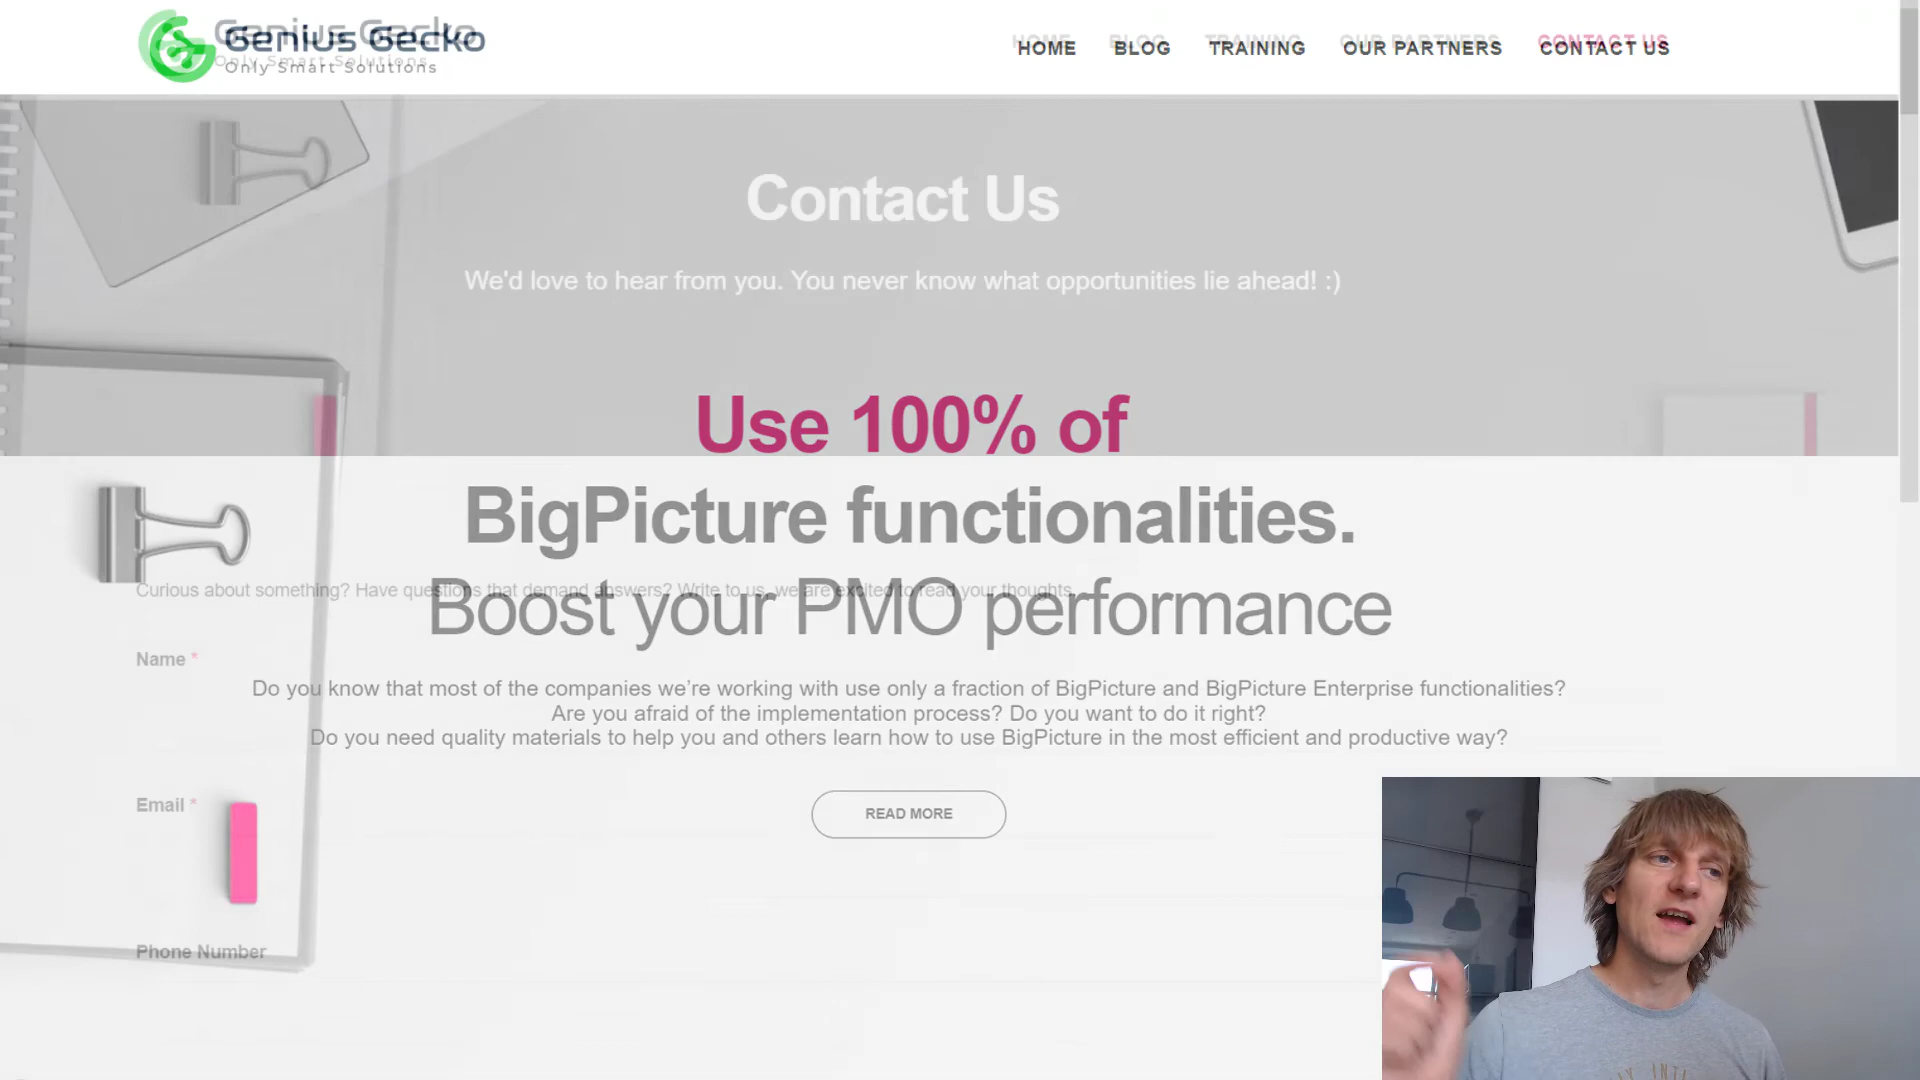 Genius Gecko
Only Smart Solutions
HOME BLOG TRAINING OUR PARTNERS CONTACT US
Contact Us
We'd love to hear from you. You never know what opportunities lie ahead! :)
Use 100% of
BigPicture functionalities.
Curious about something? Have questions that demand answers? Write to us, we are excited to read your thoughts.
Boost your PMO performance
Name *
Do you know that most of the companies we’re working with use only a fraction of BigPicture and BigPicture Enterprise functionalities?
Are you afraid of the implementation process? Do you want to do it right?
Do you need quality materials to help you and others learn how to use BigPicture in the most efficient and productive way?
Email *
READ MORE
Phone Number